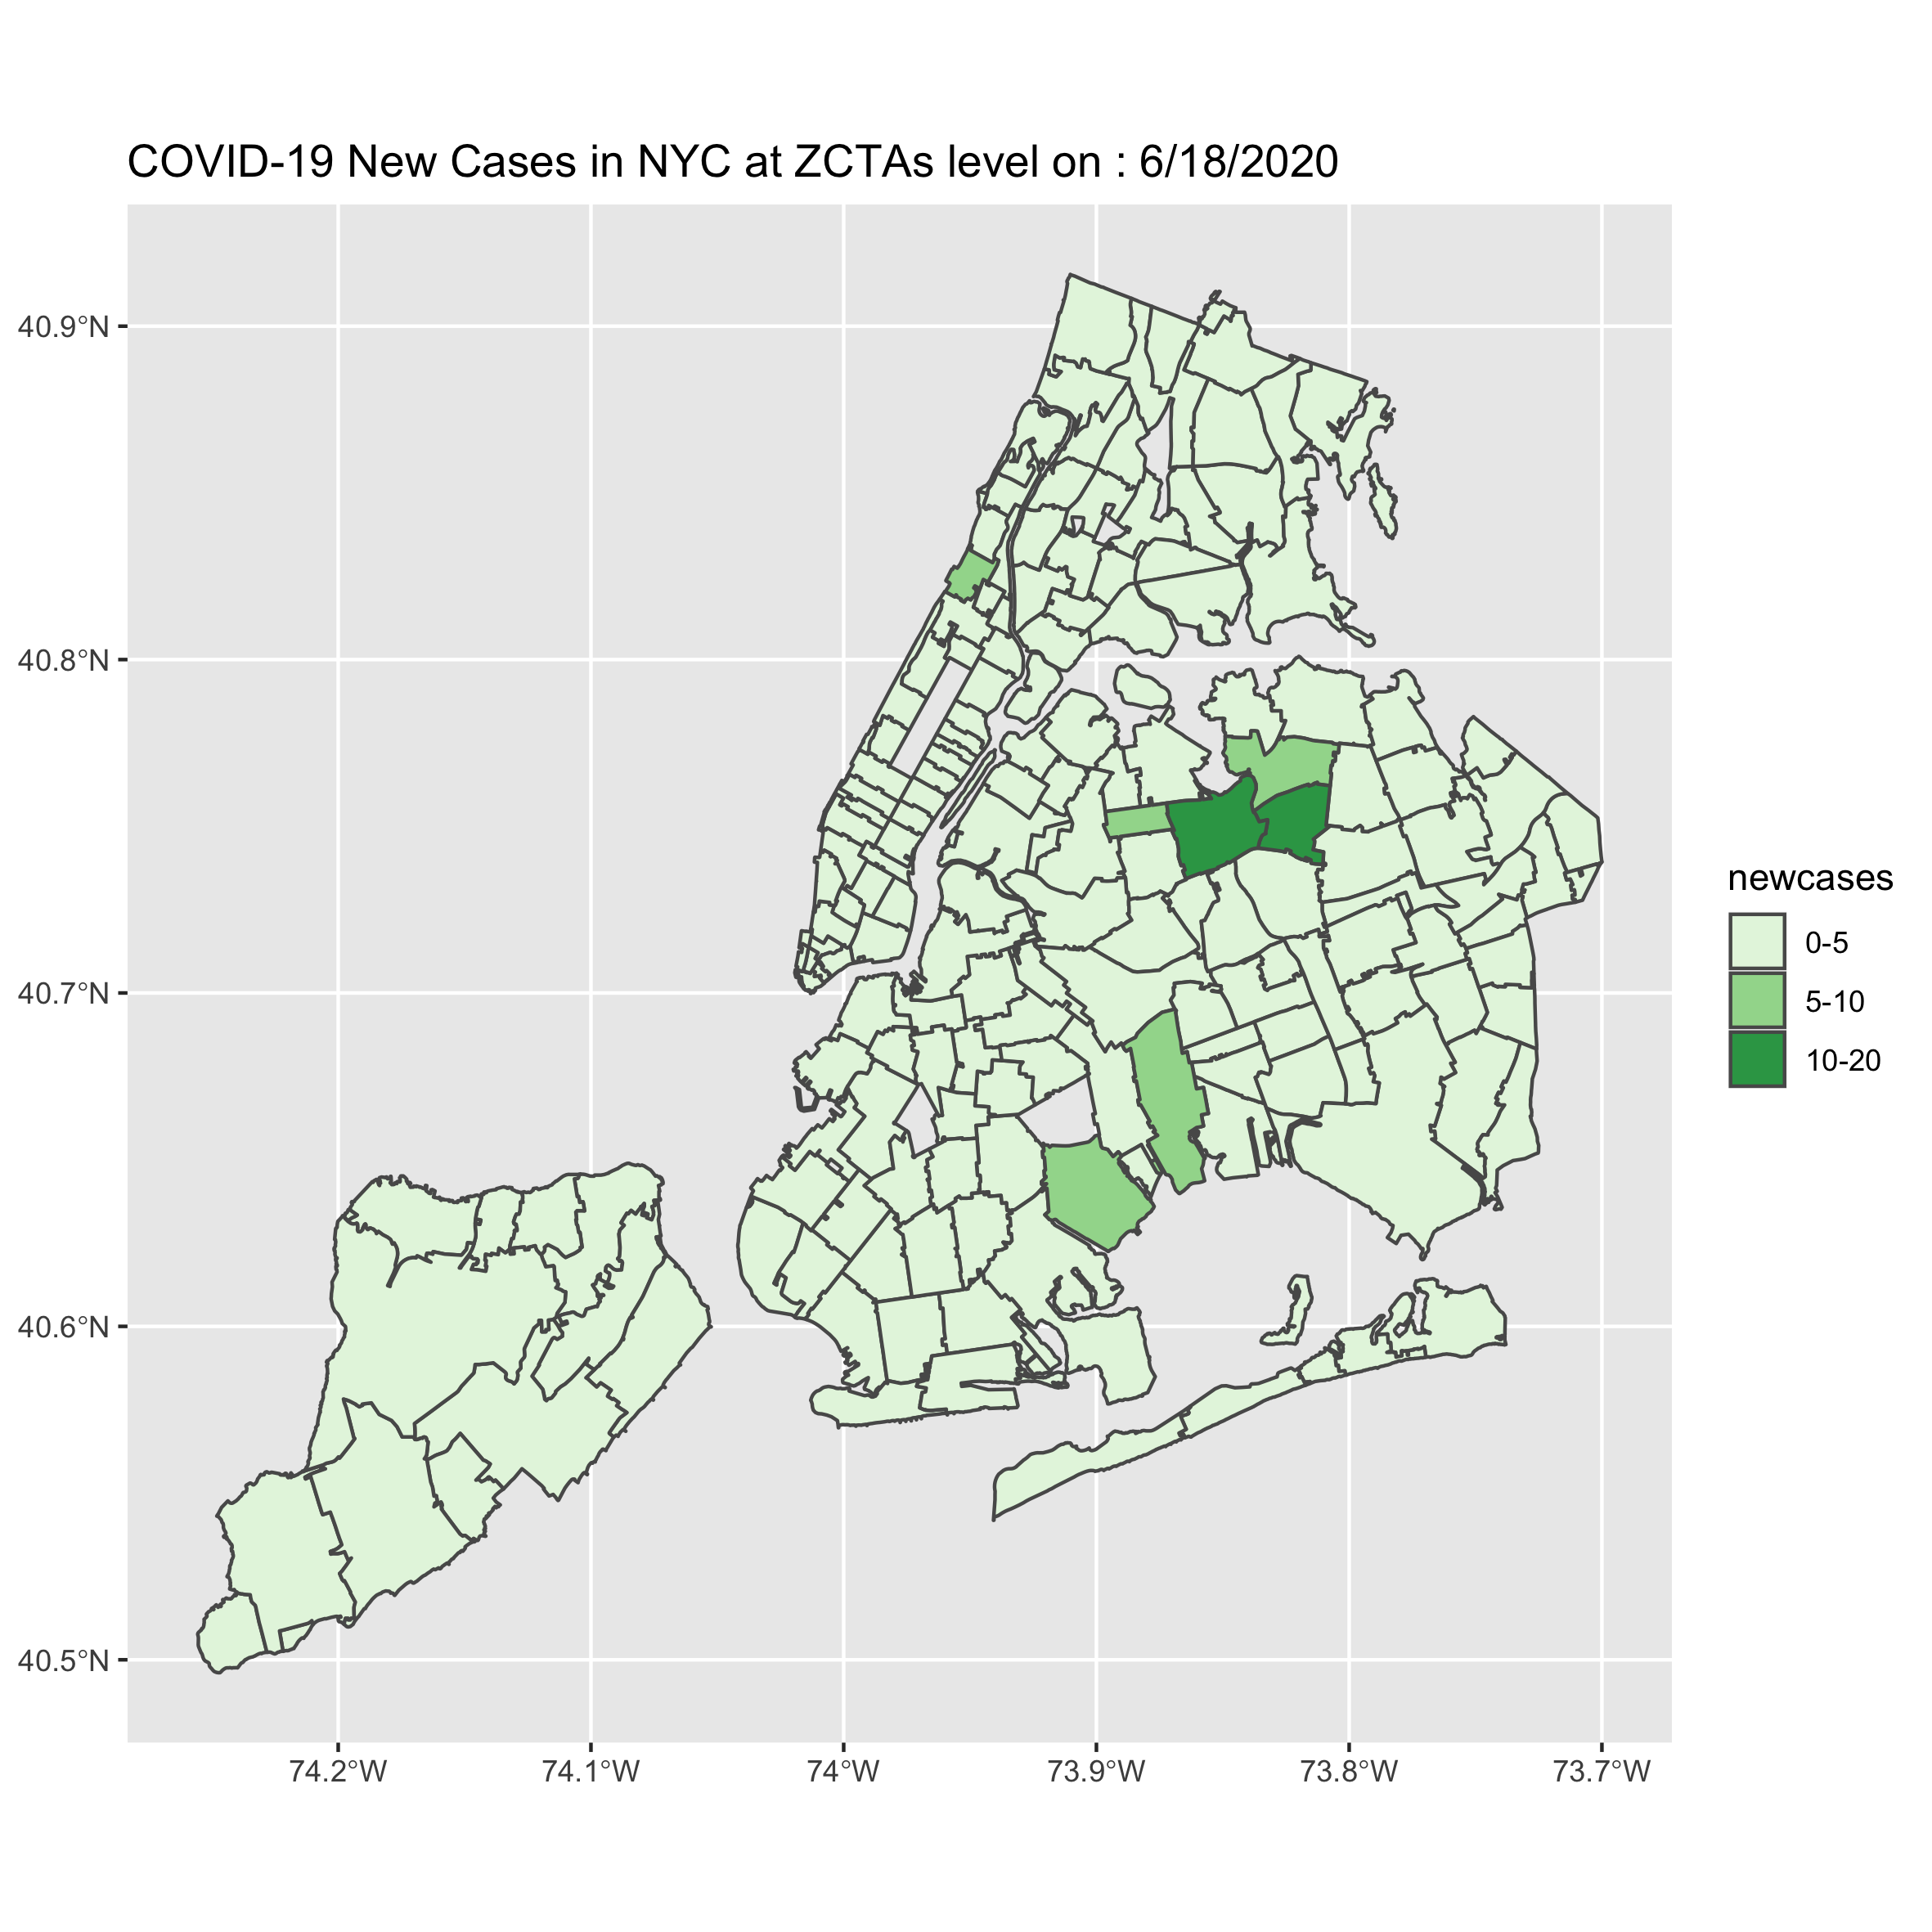 COVID-19 New Cases in NYC at ZCTAs level on : 6/18/2020
40.9°N
40.8°N
40.7°N
40.6°N
40.5°N
74.2°W
74.1°W
74°W
73.9°W
73.8°W
73.7°W
newcases
0-5
5-10
10-20